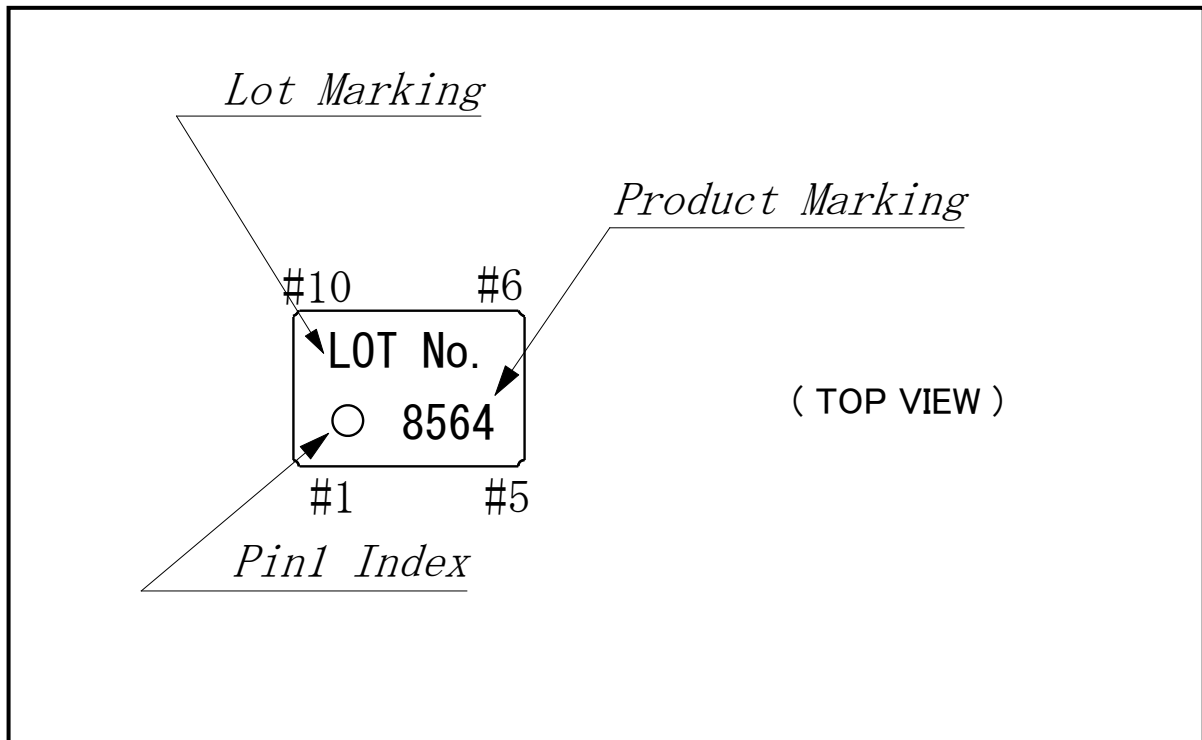 Lot Marking
Product Marking
#10 #6
LOT No.
( TOP VIEW )
8564
#1 #5
Pin1 Index